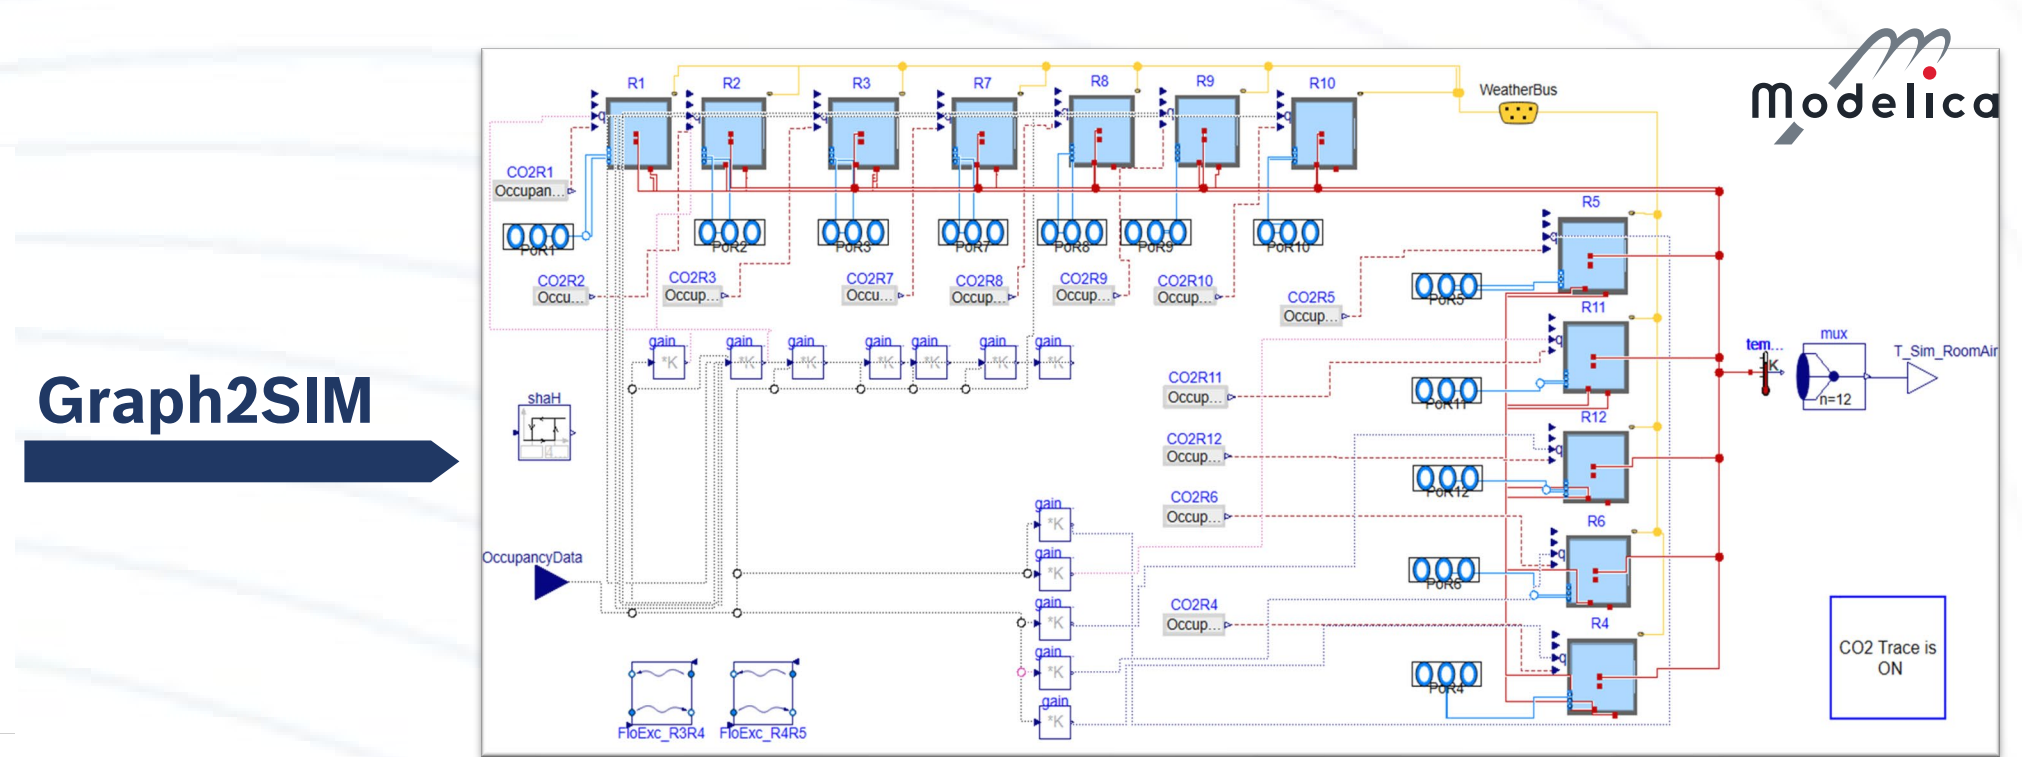 Graph2SIM
Modelica
R1
R2
R3
R7
R8
R9
R10
WeatherBus
q
q
q
q
q
q
q
CO2R1
Occupan...
PoR1
PoR2
PoR3
PoR7
PoR8
PoR9
PoR10
CO2R2
Occu...
CO2R3
Occup...
CO2R7
Occu...
CO2R8
Occup...
CO2R9
Occup...
CO2R10
Occup...
CO2R5
Occup...
R5
q
PoR5
R11
q
PoR11
gain
*K
gain
*K
gain
*K
gain
*K
gain
*K
gain
*K
gain
*K
shaH
CO2R11
Occup...
CO2R12
Occup...
R12
q
PoR12
CO2R6
Occup...
R6
q
PoR6
CO2R4
Occup...
R4
q
PoR4
tem...
K
mux
n=12
T_Sim_RoomAir
OccupancyData
gain
*K
gain
*K
gain
*K
gain
*K
gain
*K
FloExc_R3R4
FloExc_R4R5
CO2 Trace is
ON